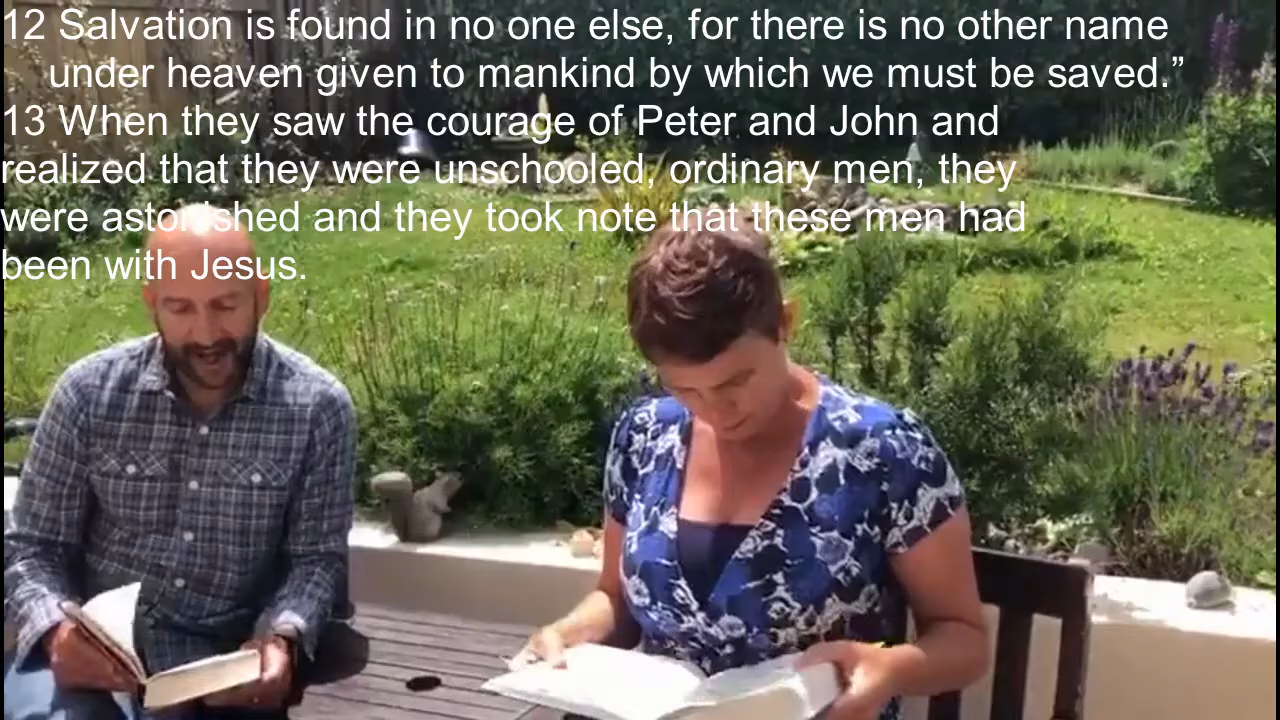 12 Salvation is found in no one else, for there is no other name
under heaven given to mankind by which we must be saved.”
13 When they saw the courage of Peter and John and
realized that they were unschooled, ordinary men, they
were astonished and they took note that these men had
been with Jesus.